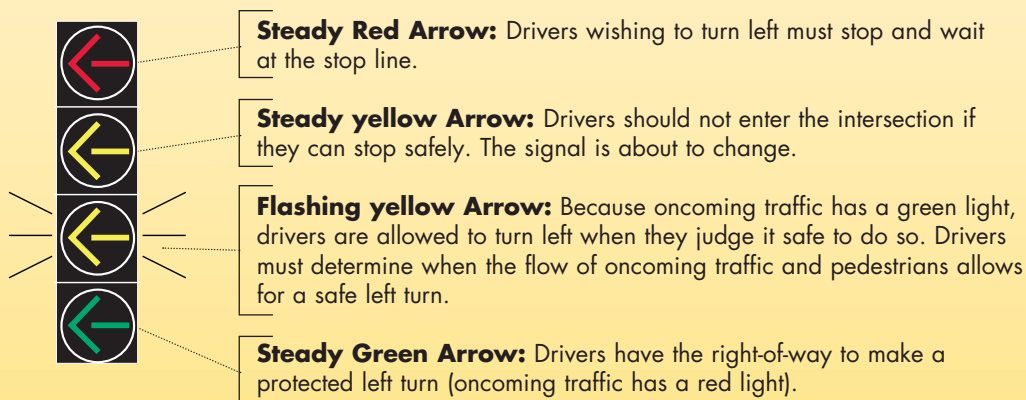 Steady Red Arrow: Drivers wishing to turn left must stop and wait
at the stop line.
Steady yellow Arrow: Drivers should not enter the intersection if
they can stop safely. The signal is about to change.
Flashing yellow Arrow: Because oncoming traffic has a green light,
drivers are allowed to turn left when they judge it safe to do so. Drivers
must determine when the flow of oncoming traffic and pedestrians allows
for a safe left turn.
Steady Green Arrow: Drivers have the right-of-way to make a
protected left turn (oncoming traffic has a red light).